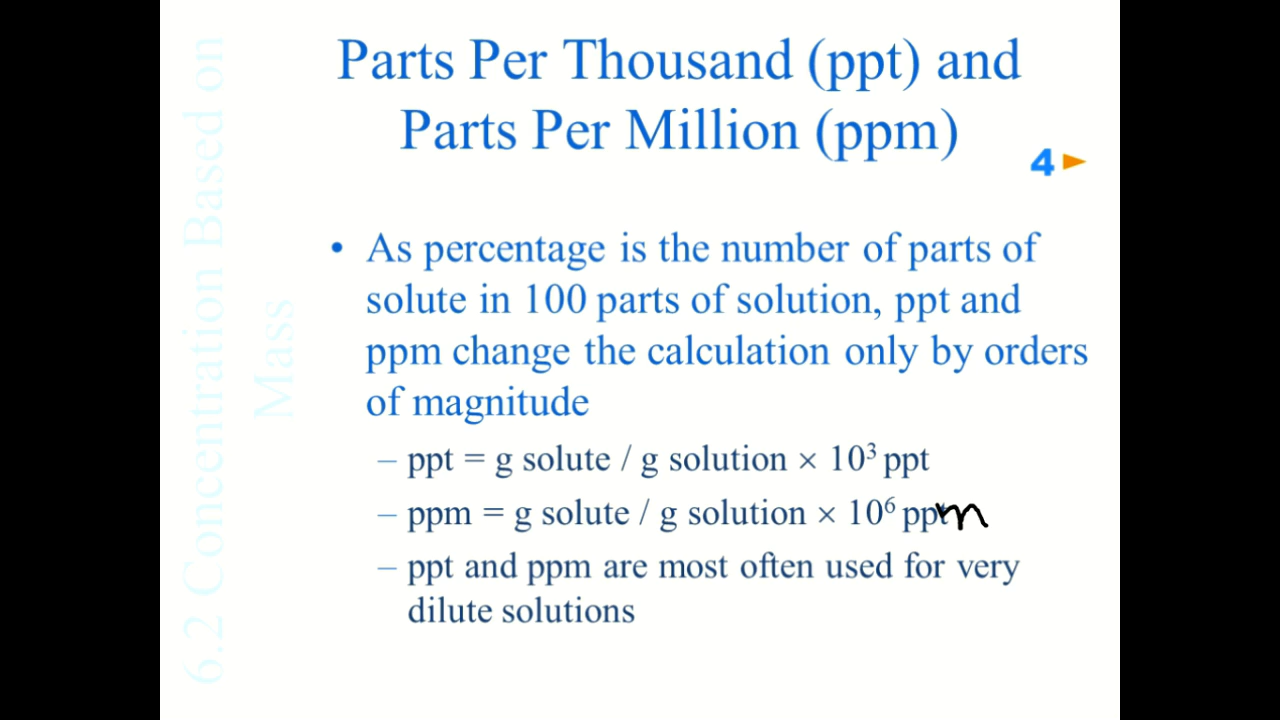 6.2 Concentration Based on
Mass
Parts Per Thousand (ppt) and
Parts Per Million (ppm)
4
• As percentage is the number of parts of
solute in 100 parts of solution, ppt and
ppm change the calculation only by orders
of magnitude
– ppt = g solute / g solution × 10³ ppt
– ppm = g solute / g solution × 10⁶ ppm
– ppt and ppm are most often used for very
dilute solutions